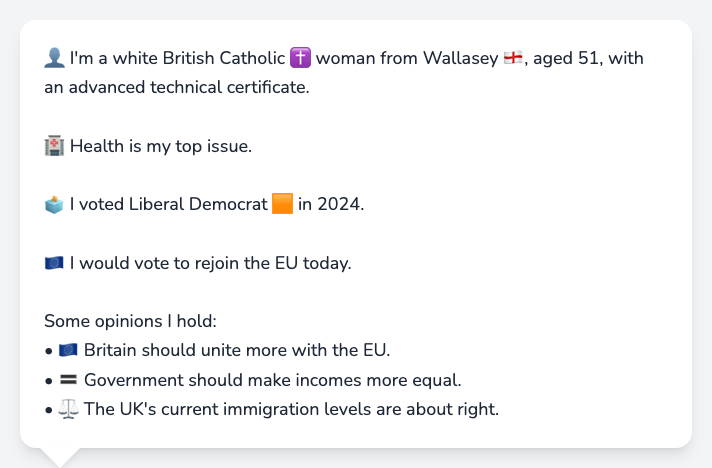 👤 I'm a white British Catholic ✝️ woman from Wallasey 🏴󠁧󠁢󠁥󠁮󠁧󠁿, aged 51, with
an advanced technical certificate.
🏥 Health is my top issue.
🗳️ I voted Liberal Democrat 🟧 in 2024.
🇪🇺 I would vote to rejoin the EU today.
Some opinions I hold:
• 🇪🇺 Britain should unite more with the EU.
• 🟰 Government should make incomes more equal.
• ⚖️ The UK's current immigration levels are about right.